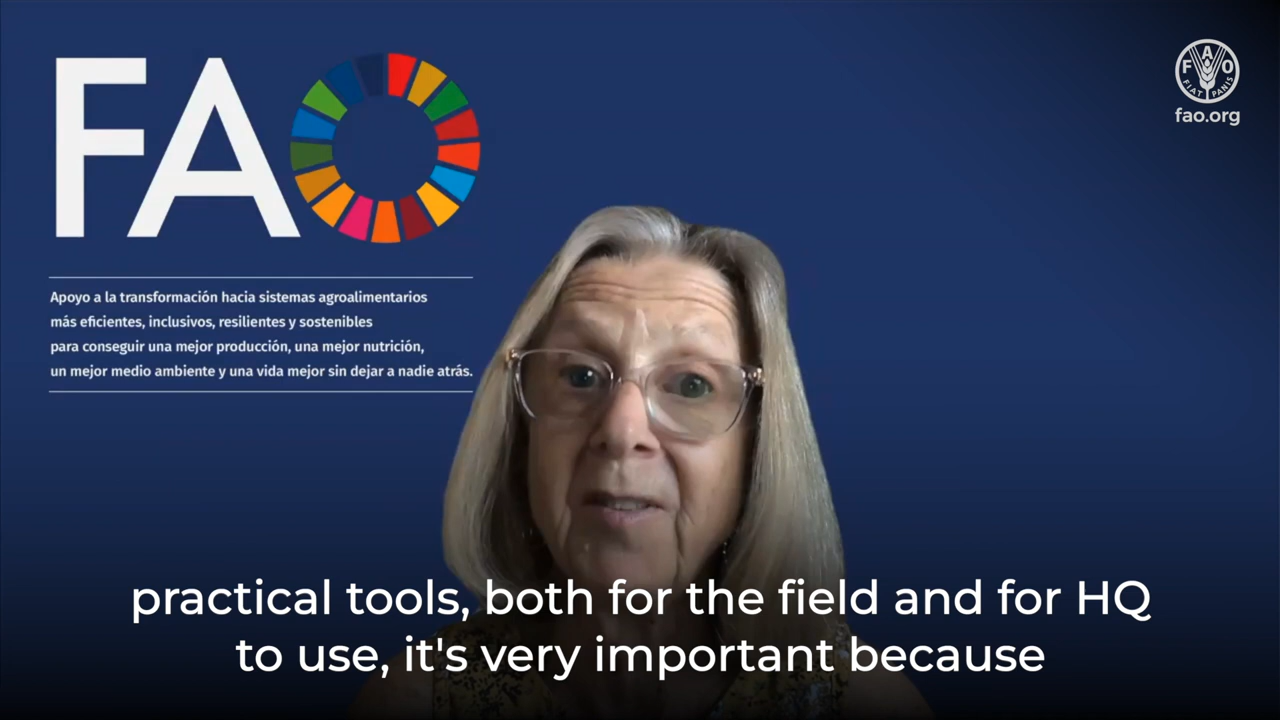 FAO
Apoyo a la transformación hacia sistemas agroalimentarios
más eficientes, inclusivos, resilientes y sostenibles
para conseguir una mejor producción, una mejor nutrición,
un mejor medio ambiente y una vida mejor sin dejar a nadie atrás.
F A O
FIAT PANIS
fao.org
practical tools, both for the field and for HQ
to use, it's very important because